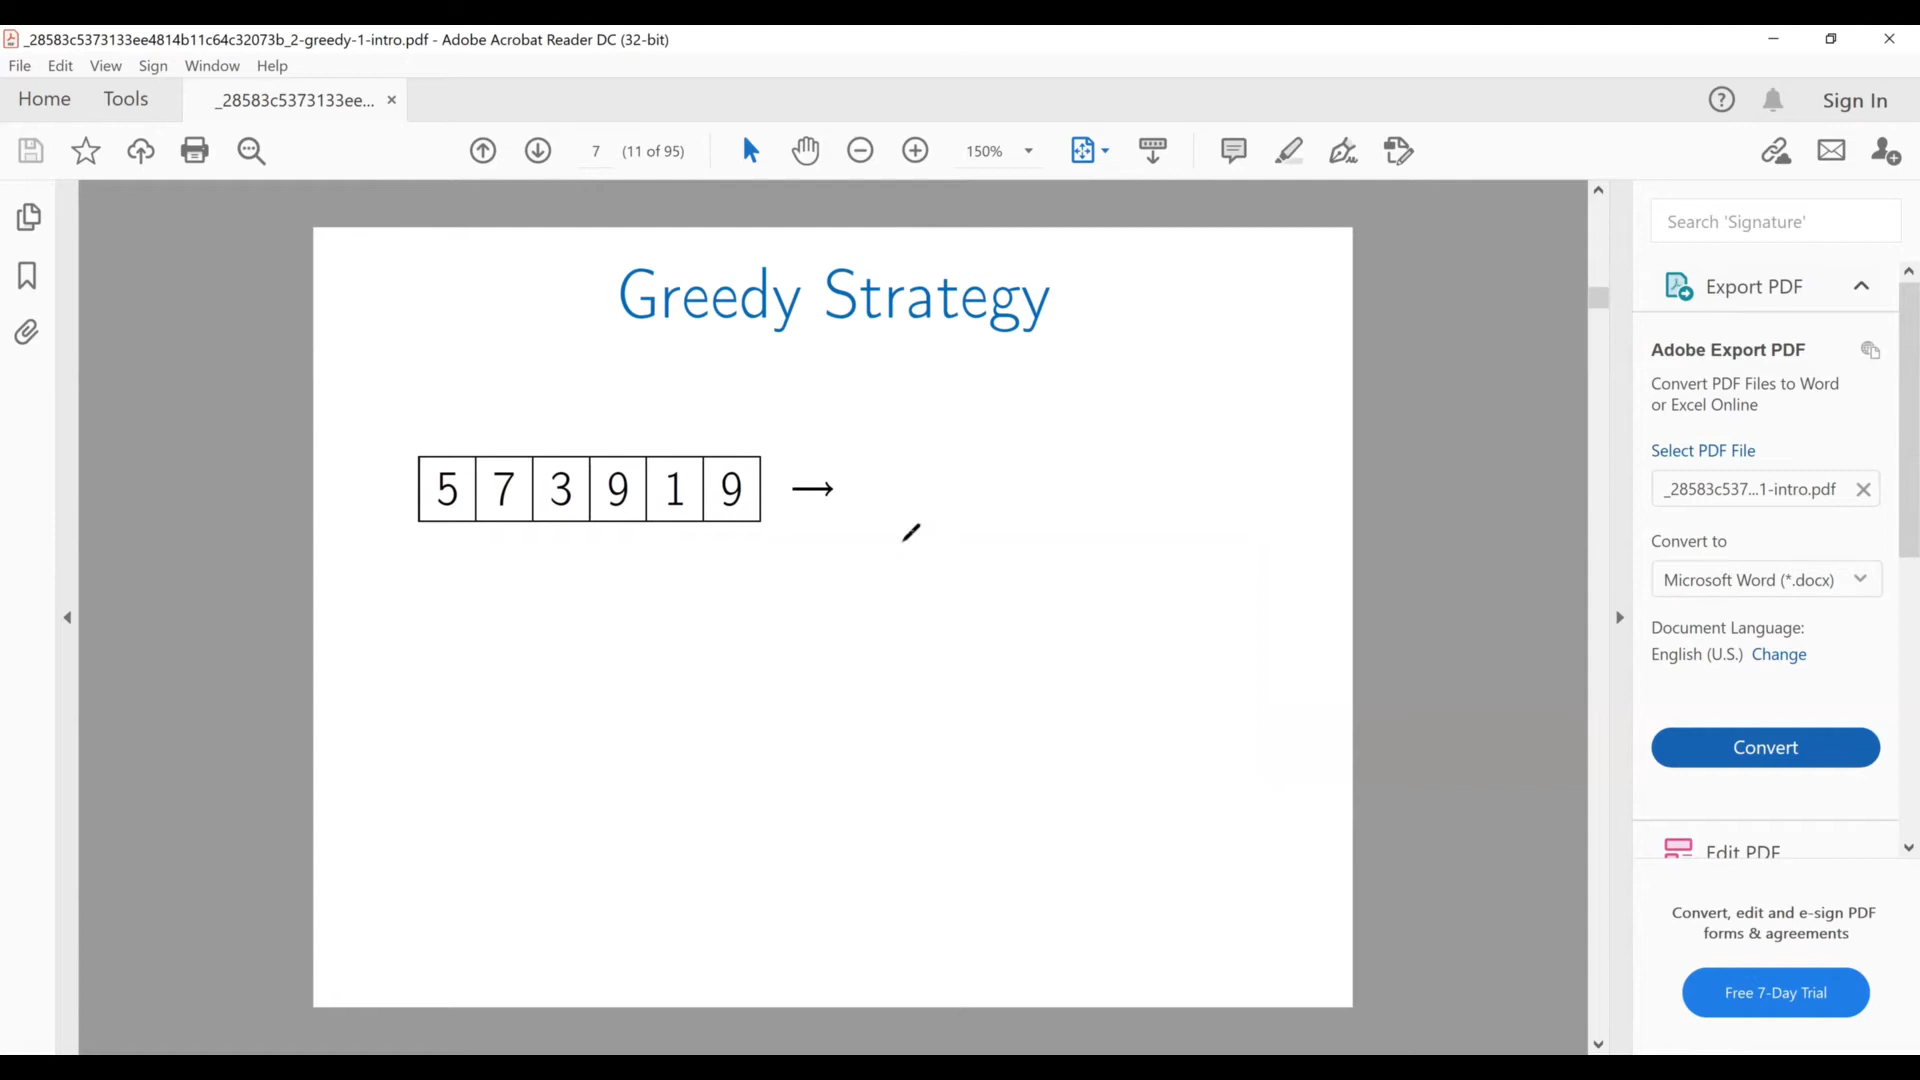 _28583c5373133ee4814b11c64c32073b_2-greedy-1-intro.pdf - Adobe Acrobat Reader DC (32-bit)
File Edit View Sign Window Help
Home Tools _28583c5373133ee... × Sign In
7 (11 of 95) 150%
Search 'Signature'
Export PDF
Adobe Export PDF
Convert PDF Files to Word
or Excel Online
Select PDF File
_28583c537...1-intro.pdf
Convert to
Microsoft Word (*.docx)
Document Language:
English (U.S.) Change
Convert
Edit PDF
Convert, edit and e-sign PDF
forms & agreements
Free 7-Day Trial
Greedy Strategy
5 7 3 9 1 9 →